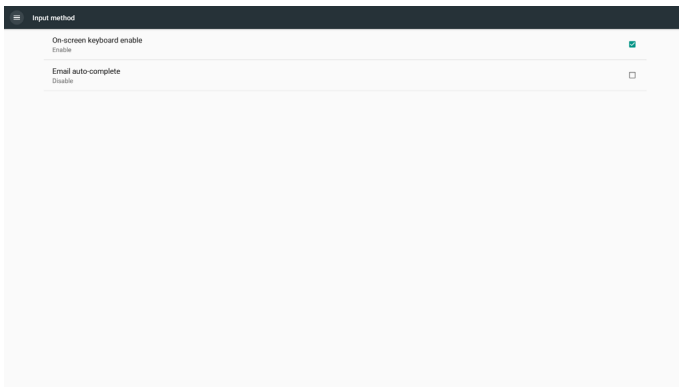 Input method
On-screen keyboard enable
Enable
Email auto-complete
Disable